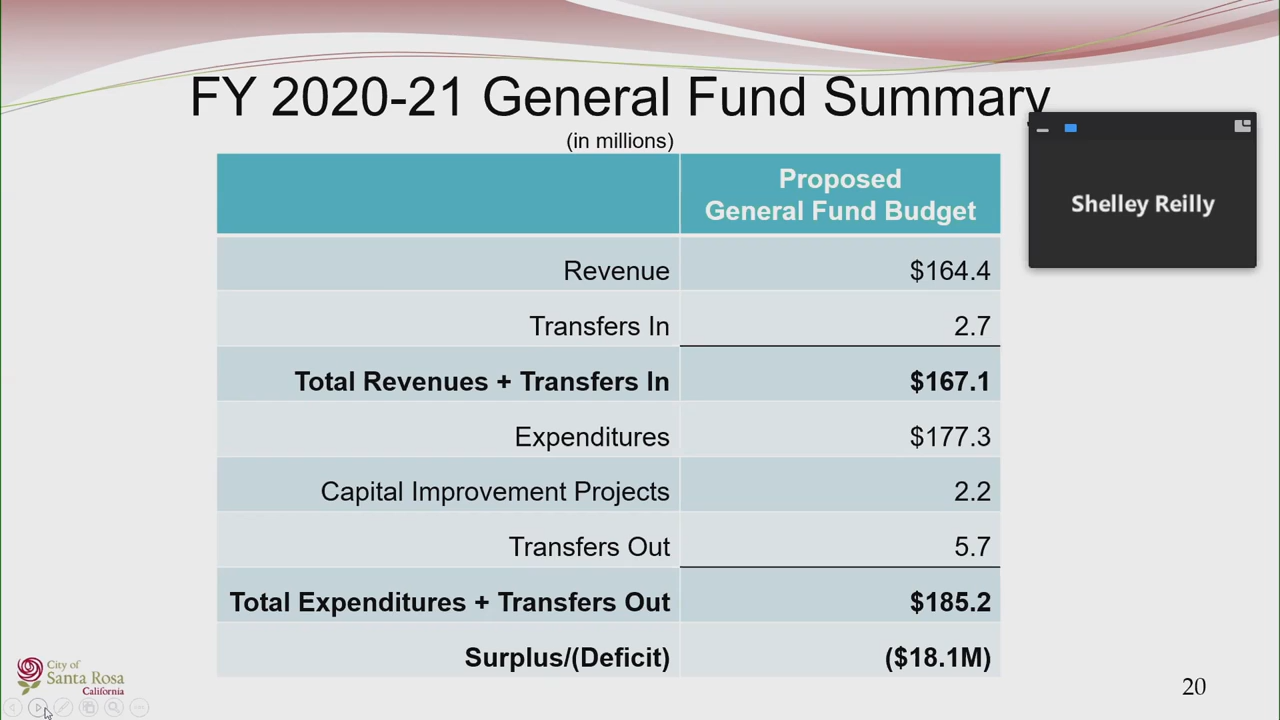 FY 2020-21 General Fund Summary
(in millions)
Proposed
General Fund Budget
Shelley Reilly
Revenue $164.4
Transfers In 2.7
Total Revenues + Transfers In $167.1
Expenditures $177.3
Capital Improvement Projects 2.2
Transfers Out 5.7
Total Expenditures + Transfers Out $185.2
Surplus/(Deficit) ($18.1M)
City of
Santa Rosa
California
20